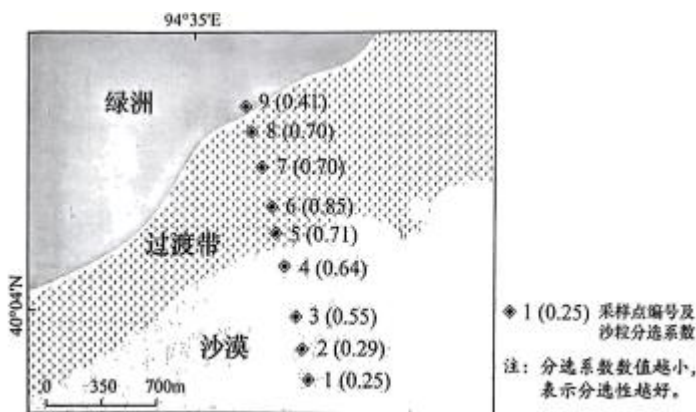 94°35′E
绿洲
9 (0.41)
8 (0.70)
7 (0.70)
6 (0.85)
过渡带
5 (0.71)
4 (0.64)
40°04′N
3 (0.55)
沙漠
2 (0.29)
1 (0.25)
0 350 700m
1 (0.25) 采样点编号及
沙粒分选系数
注：分选系数数值越小，
表示分选性越好。